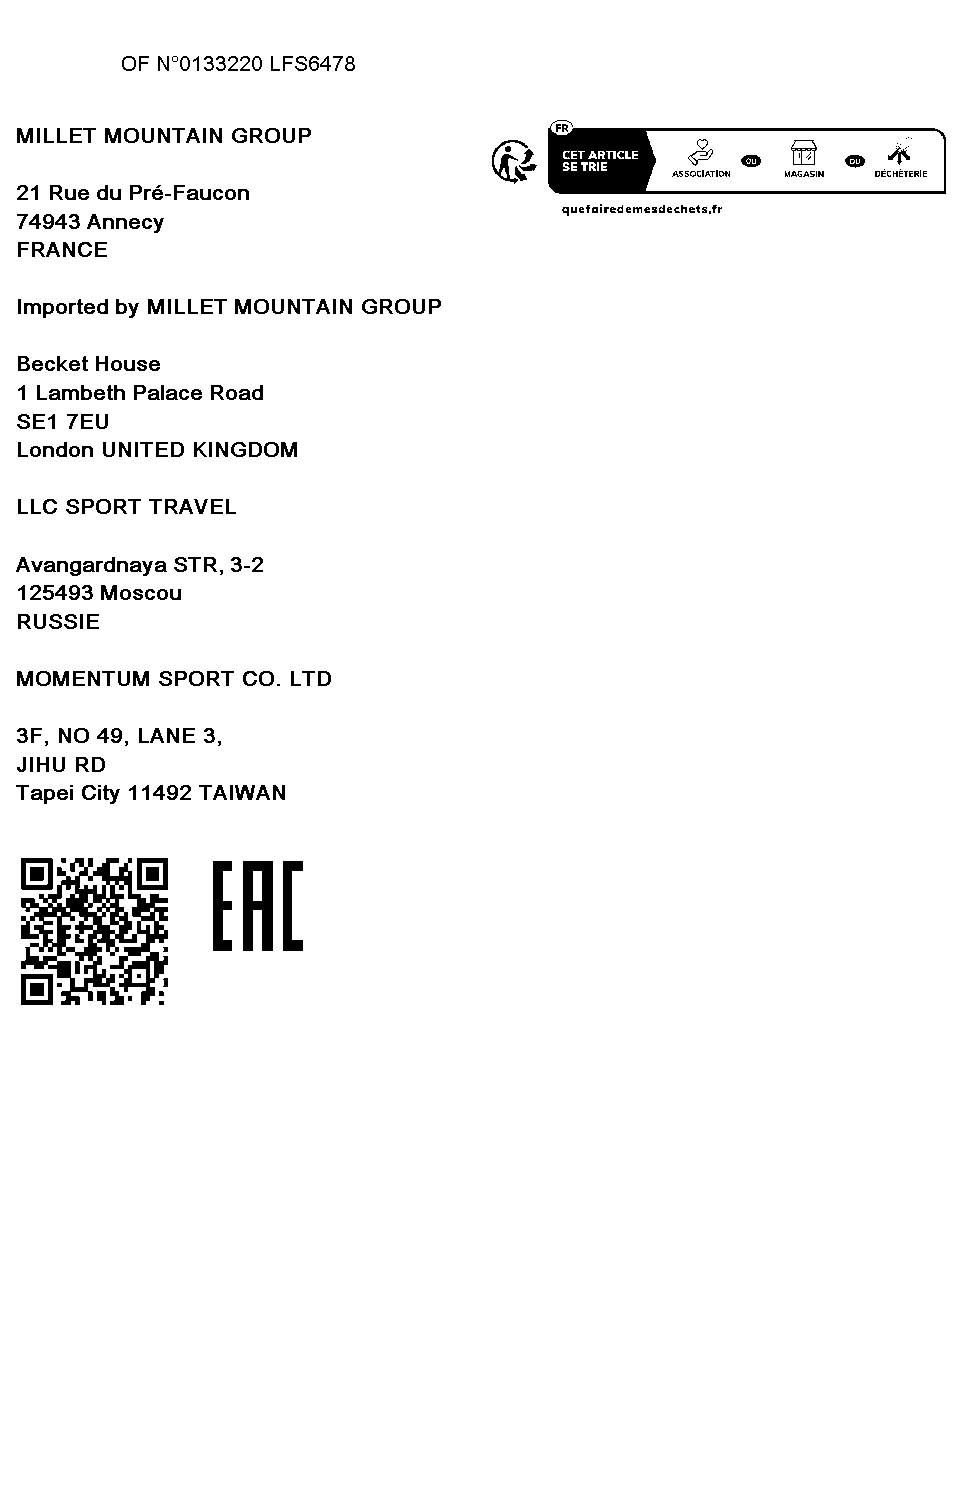 OF N°0133220 LFS6478
MILLET MOUNTAIN GROUP
21 Rue du Pré-Faucon
74943 Annecy
FRANCE
Imported by MILLET MOUNTAIN GROUP
Becket House
1 Lambeth Palace Road
SE1 7EU
London UNITED KINGDOM
LLC SPORT TRAVEL
Avangardnaya STR, 3-2
125493 Moscou
RUSSIE
MOMENTUM SPORT CO. LTD
3F, NO 49, LANE 3,
JIHU RD
Tapei City 11492 TAIWAN
EAC
FR
CET ARTICLE
SE TRIE
ASSOCIATION
OU
MAGASIN
OU
DÉCHÈTERIE
quefairedemesdechets.fr